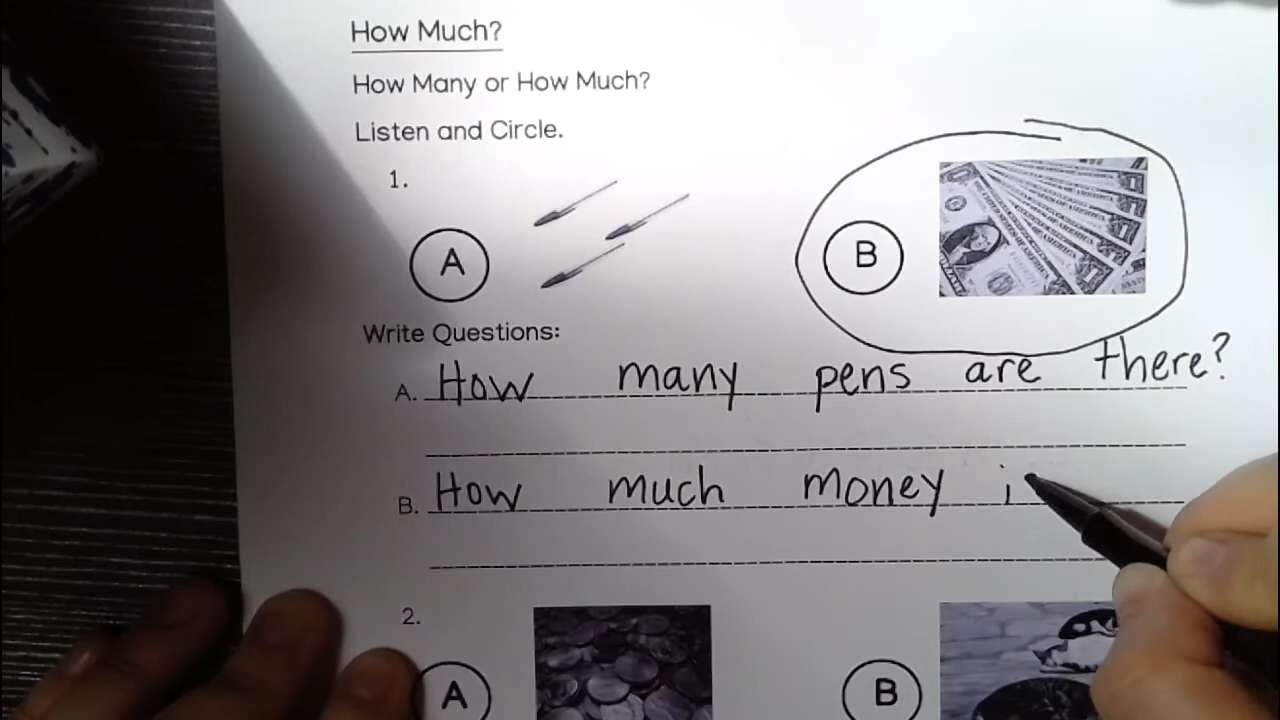 How Much?
How Many or How Much?
Listen and Circle.
1.
A
B
Write Questions:
A. How many pens are there?
B. How much money i
2.
A
B